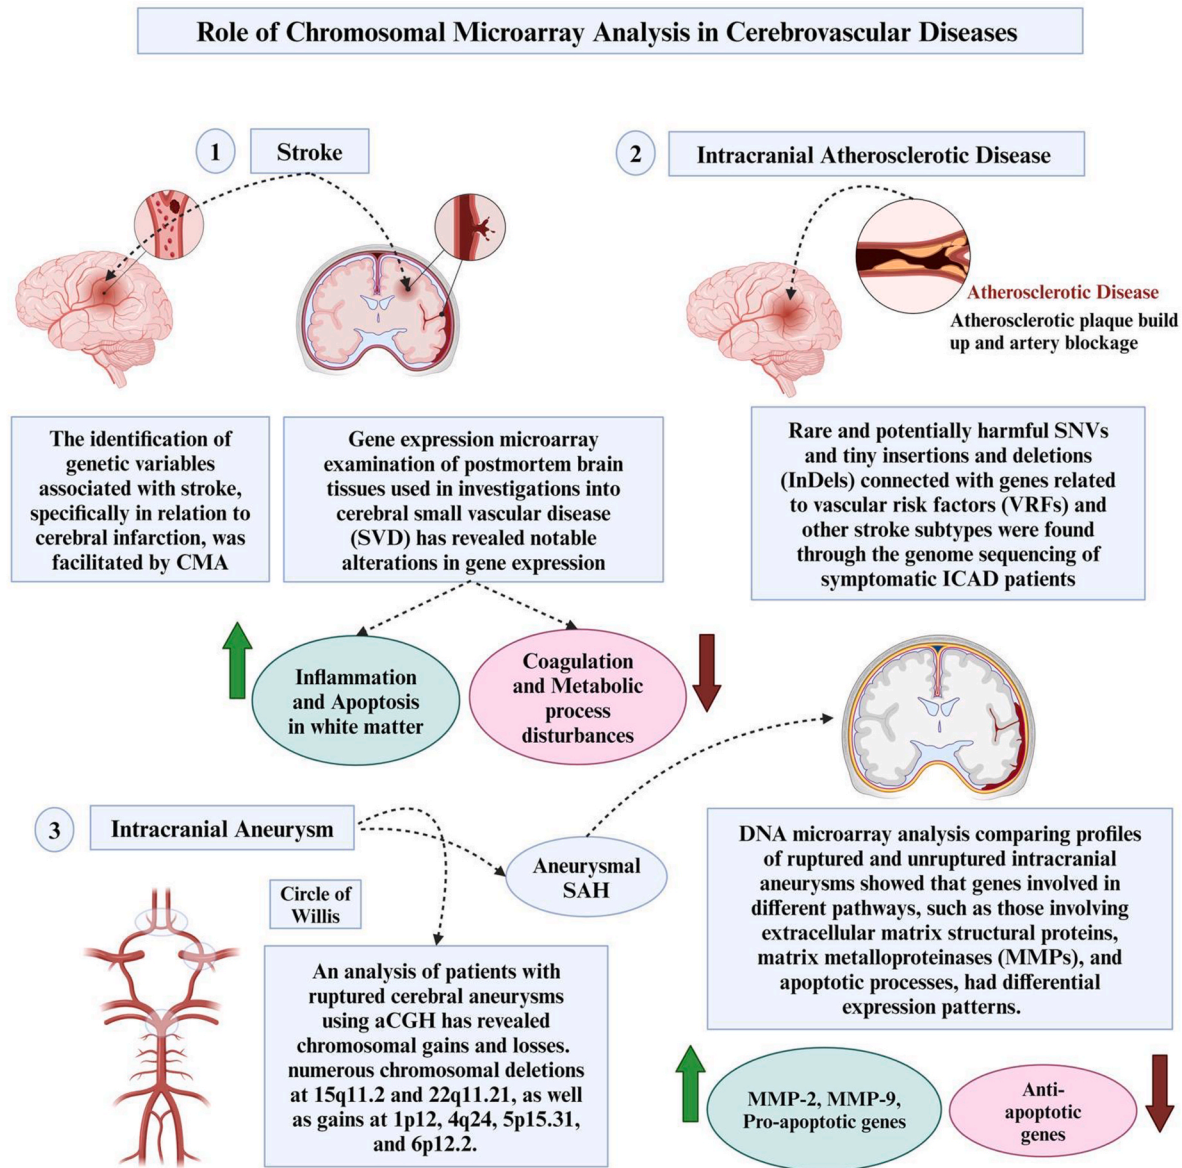 Role of Chromosomal Microarray Analysis in Cerebrovascular Diseases
1
Stroke
2
Intracranial Atherosclerotic Disease
Atherosclerotic Disease
Atherosclerotic plaque build
up and artery blockage
The identification of
genetic variables
associated with stroke,
specifically in relation to
cerebral infarction, was
facilitated by CMA
Gene expression microarray
examination of postmortem brain
tissues used in investigations into
cerebral small vascular disease
(SVD) has revealed notable
alterations in gene expression
Rare and potentially harmful SNVs
and tiny insertions and deletions
(InDels) connected with genes related
to vascular risk factors (VRFs) and
other stroke subtypes were found
through the genome sequencing of
symptomatic ICAD patients
Inflammation
and Apoptosis
in white matter
Coagulation
and Metabolic
process
disturbances
3
Intracranial Aneurysm
Aneurysmal
SAH
Circle of
Willis
An analysis of patients with
ruptured cerebral aneurysms
using aCGH has revealed
chromosomal gains and losses.
numerous chromosomal deletions
at 15q11.2 and 22q11.21, as well
as gains at 1p12, 4q24, 5p15.31,
and 6p12.2.
DNA microarray analysis comparing profiles
of ruptured and unruptured intracranial
aneurysms showed that genes involved in
different pathways, such as those involving
extracellular matrix structural proteins,
matrix metalloproteinases (MMPs), and
apoptotic processes, had differential
expression patterns.
MMP-2, MMP-9,
Pro-apoptotic genes
Anti-
apoptotic
genes